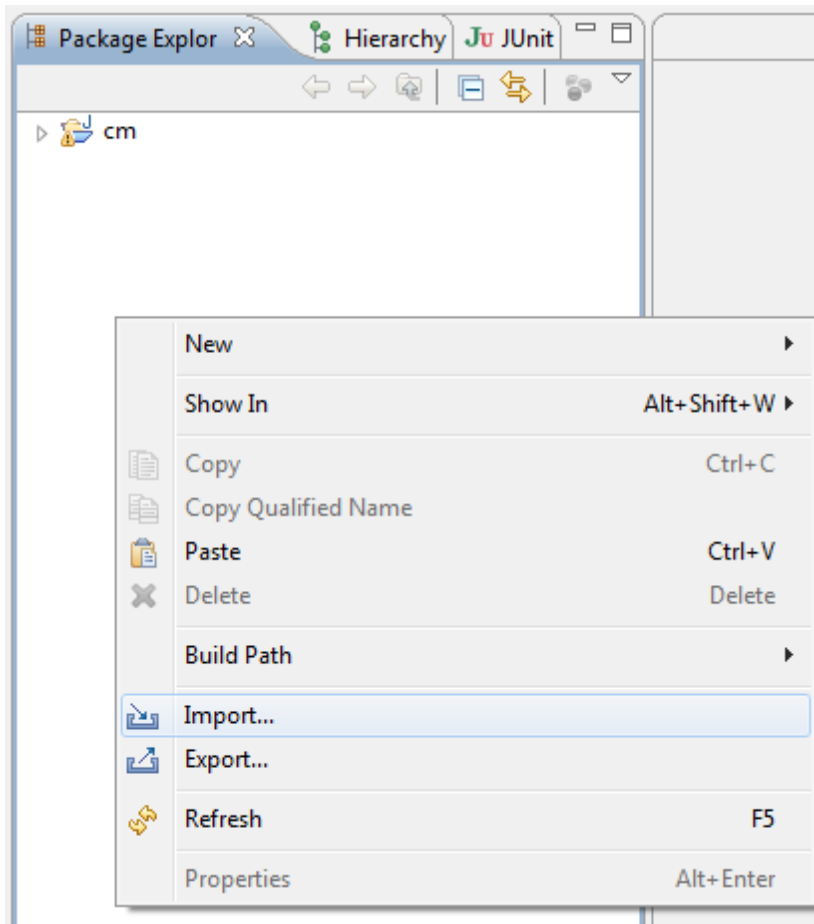 Package Explor Hierarchy Ju JUnit
cm
New
Show In Alt+Shift+W
Copy Ctrl+C
Copy Qualified Name
Paste Ctrl+V
Delete Delete
Build Path
Import...
Export...
Refresh F5
Properties Alt+Enter